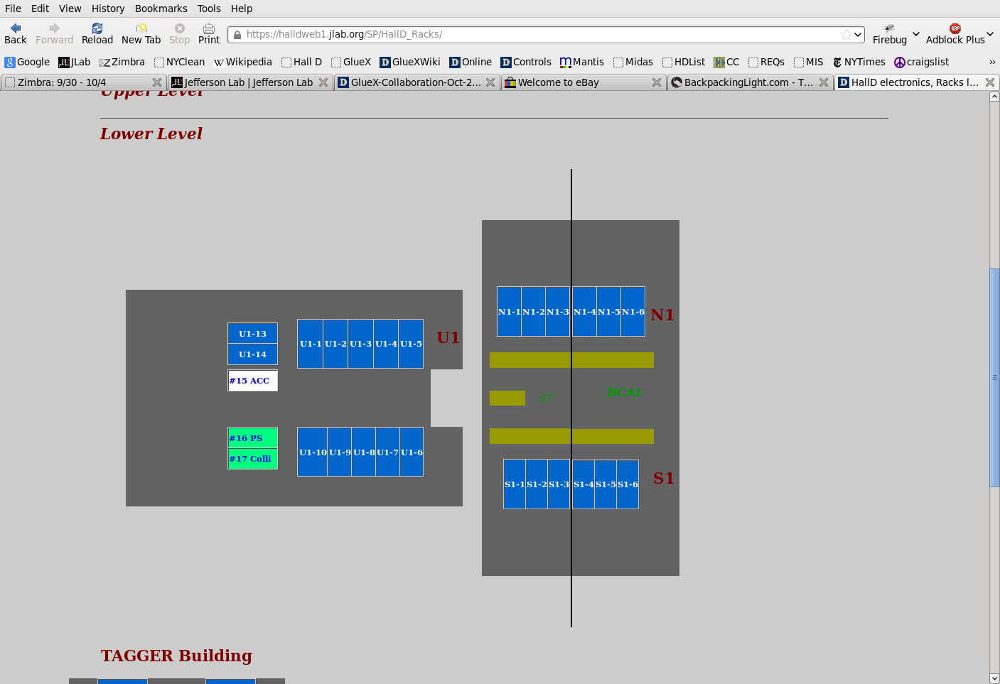 File Edit View History Bookmarks Tools Help
Back Forward Reload New Tab Stop Print https://halldweb1.jlab.org/SP/HallD_Racks/ Firebug ABP Adblock Plus
Google JLab Zimbra NYClean Wikipedia Hall D GlueX GlueXWiki Online Controls Mantis Midas HDList CC REQs MIS NYTimes craigslist »
Zimbra: 9/30 - 10/4 Jefferson Lab | Jefferson Lab GlueX-Collaboration-Oct-2... Welcome to eBay BackpackingLight.com - T... HallD electronics, Racks l...
Upper Level
Lower Level
N1-1 N1-2 N1-3 N1-4 N1-5 N1-6 N1
U1-13
U1-14
U1-1 U1-2 U1-3 U1-4 U1-5 U1
#15 ACC
ST BCAL
#16 PS
#17 Colli
U1-10 U1-9 U1-8 U1-7 U1-6
S1-1 S1-2 S1-3 S1-4 S1-5 S1-6 S1
TAGGER Building